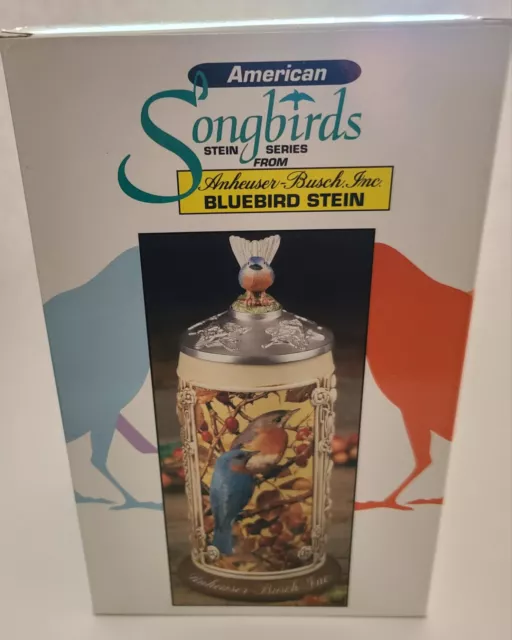 American
Songbirds
STEIN SERIES
FROM
Anheuser-Busch, Inc.
BLUEBIRD STEIN
Anheuser-Busch, Inc.